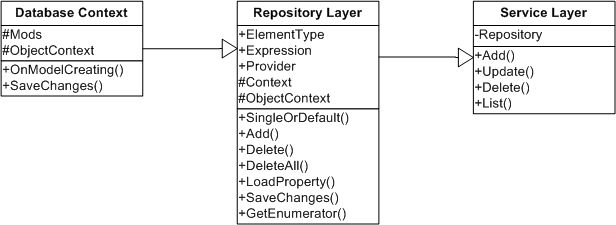 Database Context
#Mods
#ObjectContext
+OnModelCreating()
+SaveChanges()
Repository Layer
+ElementType
+Expression
+Provider
#Context
#ObjectContext
+SingleOrDefault()
+Add()
+Delete()
+DeleteAll()
+LoadProperty()
+SaveChanges()
+GetEnumerator()
Service Layer
-Repository
+Add()
+Update()
+Delete()
+List()